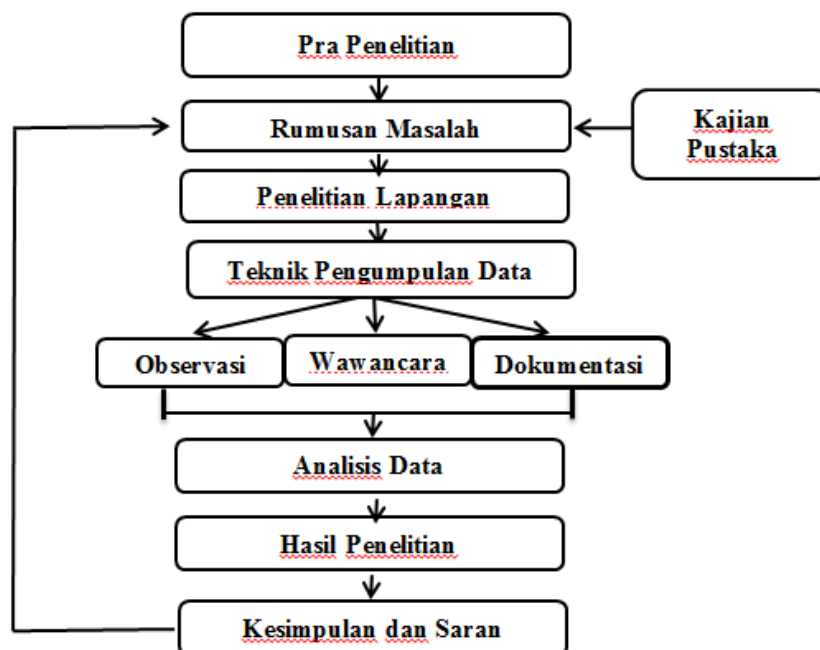 Pra Penelitian
Rumusan Masalah
Kajian
Pustaka
Penelitian Lapangan
Teknik Pengumpulan Data
Observasi
Wawancara
Dokumentasi
Analisis Data
Hasil Penelitian
Kesimpulan dan Saran